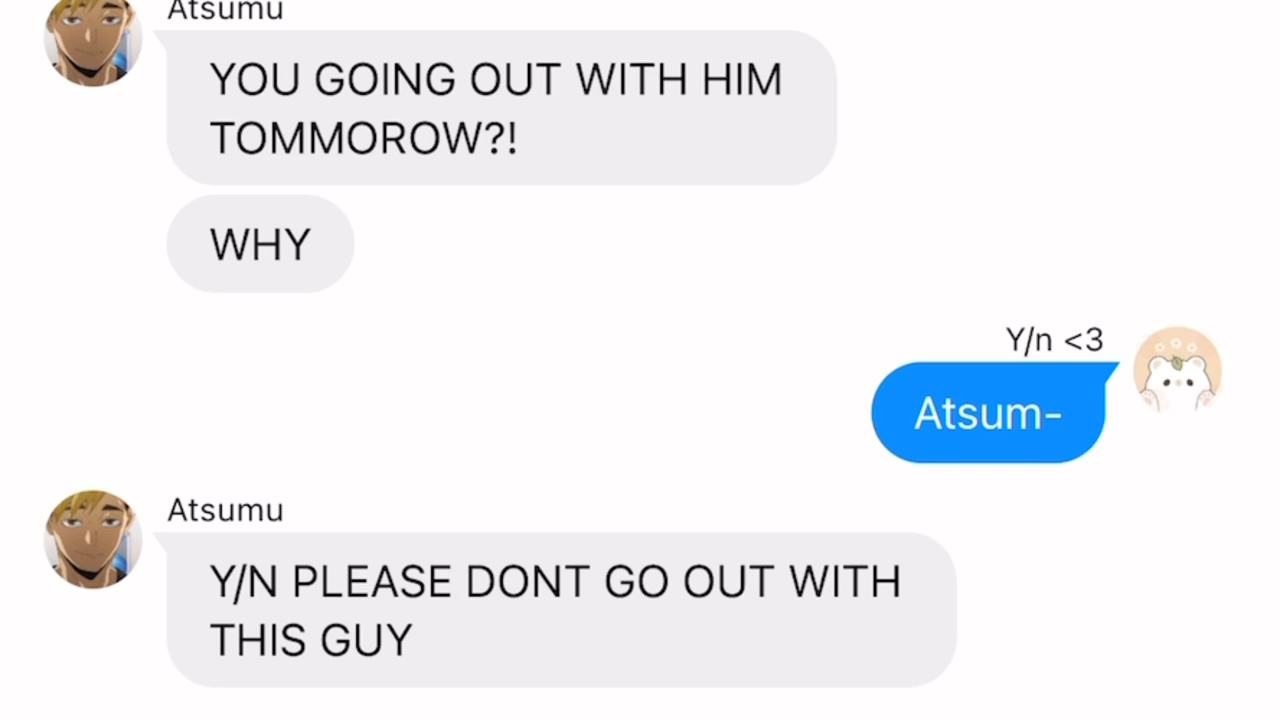 Atsumu
YOU GOING OUT WITH HIM
TOMMOROW?!
WHY
Y/n <3
Atsum-
Atsumu
Y/N PLEASE DONT GO OUT WITH
THIS GUY